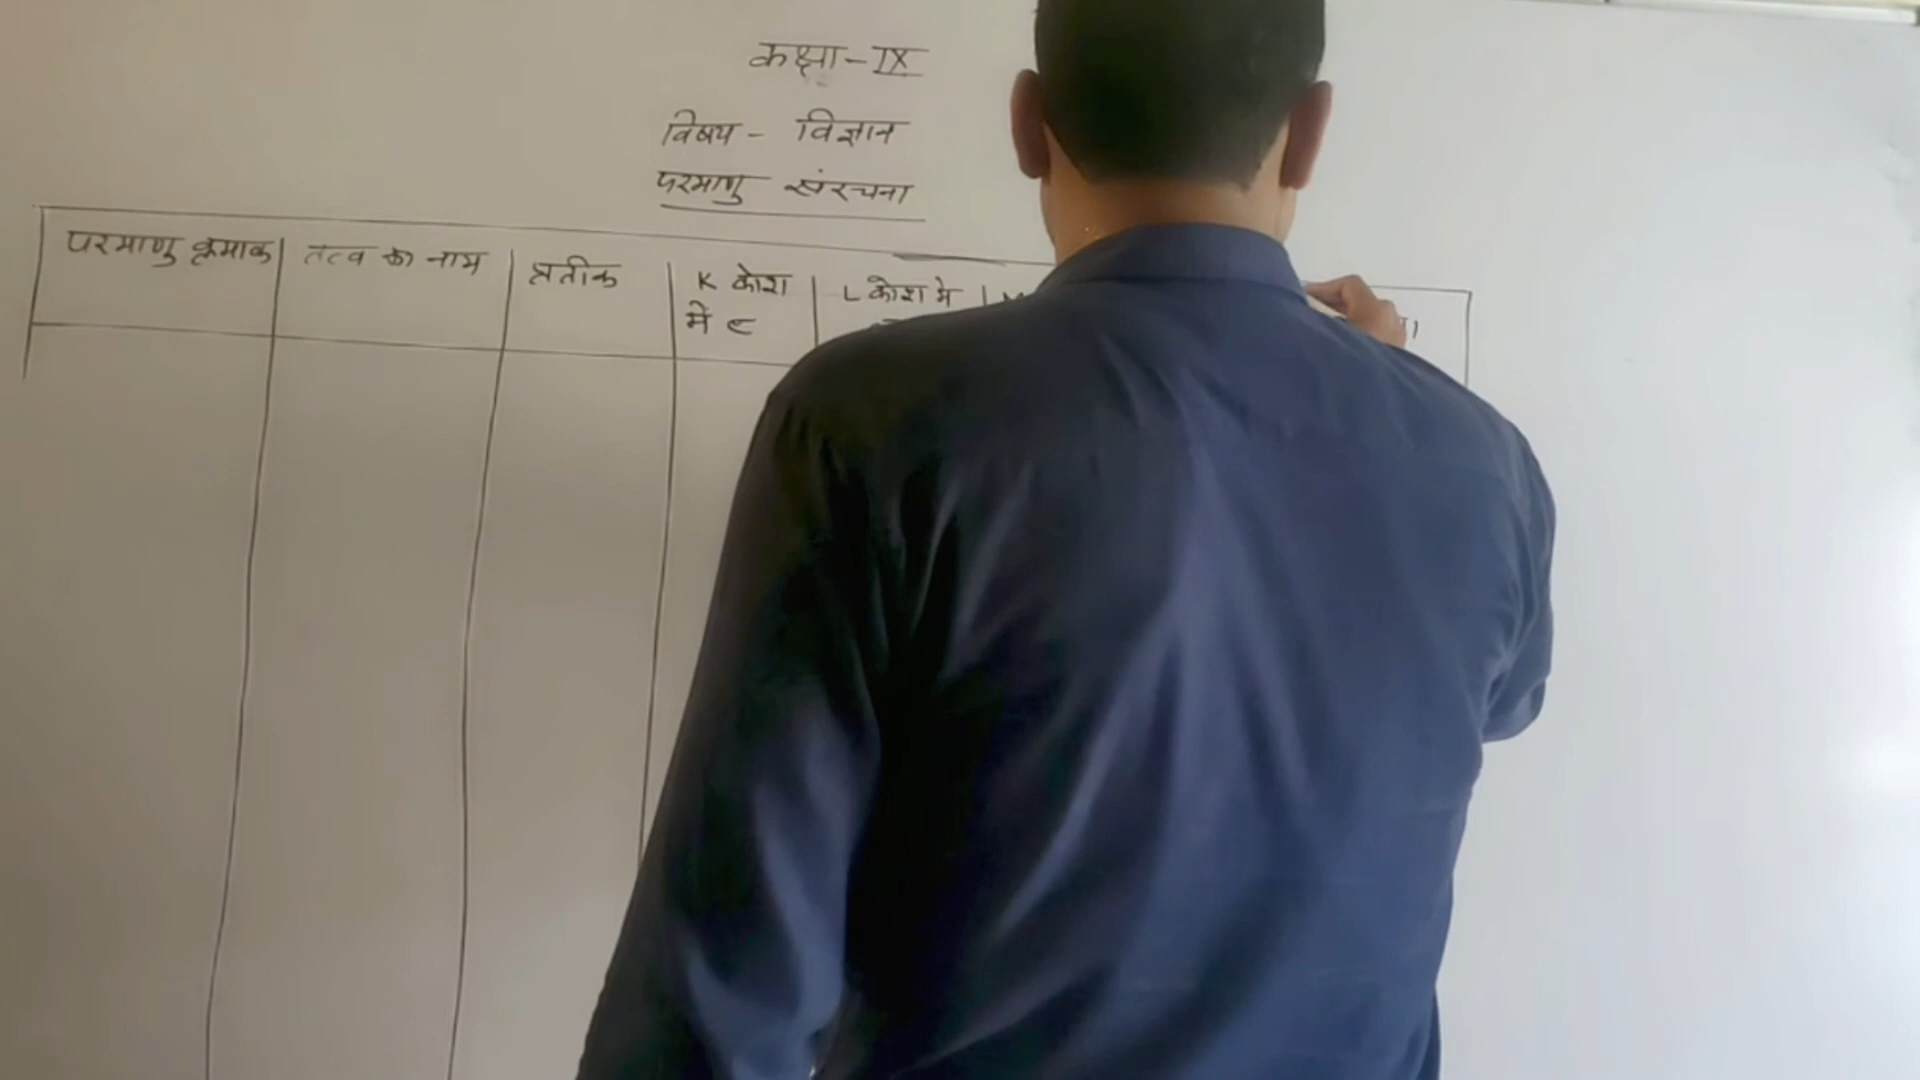 कक्षा - IX
विषय - विज्ञान
परमाणु संरचना
परमाणु क्रमाक | तत्व का नाम | प्रतीक | K कोश में e | L कोश मे